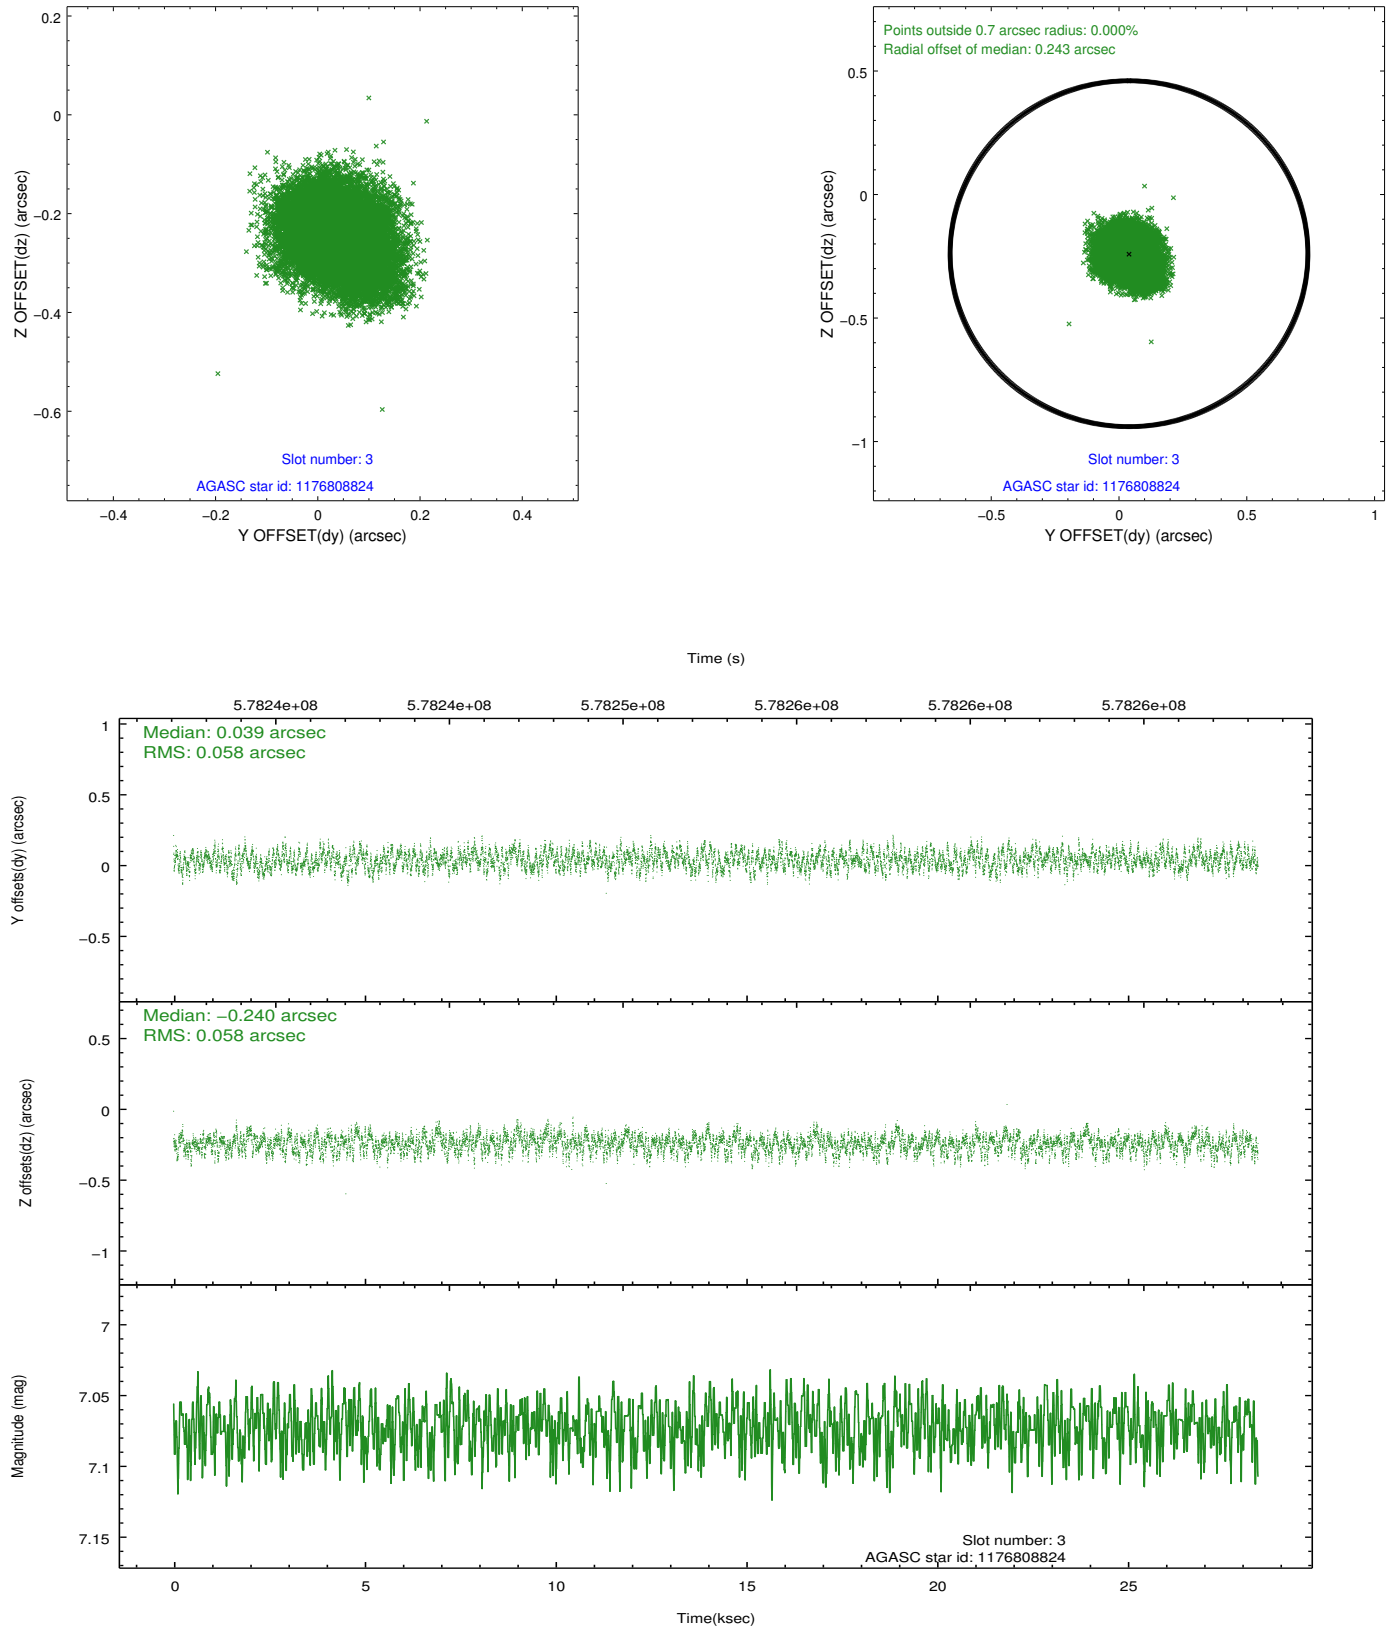 0.2
0
−0.2
−0.4
−0.6
Z OFFSET(dz) (arcsec)
Slot number: 3
AGASC star id: 1176808824
−0.4
−0.2
0
0.2
0.4
Y OFFSET(dy) (arcsec)
Points outside 0.7 arcsec radius: 0.000%
Radial offset of median: 0.243 arcsec
0.5
0
−0.5
−1
Z OFFSET(dz) (arcsec)
Slot number: 3
AGASC star id: 1176808824
−0.5
0
0.5
1
Y OFFSET(dy) (arcsec)
Time (s)
5.7824e+08
5.7824e+08
5.7825e+08
5.7826e+08
5.7826e+08
5.7826e+08
Median: 0.039 arcsec
RMS: 0.058 arcsec
1
0.5
0
−0.5
Y offsets(dy) (arcsec)
Median: −0.240 arcsec
RMS: 0.058 arcsec
0.5
0
−0.5
−1
Z offsets(dz) (arcsec)
7
7.05
7.1
7.15
Magnitude (mag)
Slot number: 3
AGASC star id: 1176808824
0
5
10
15
20
25
Time(ksec)